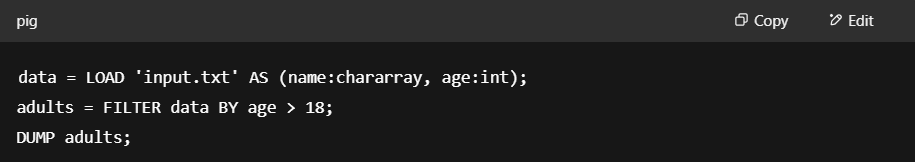 pig
Copy
Edit
data = LOAD 'input.txt' AS (name:chararray, age:int);
adults = FILTER data BY age > 18;
DUMP adults;